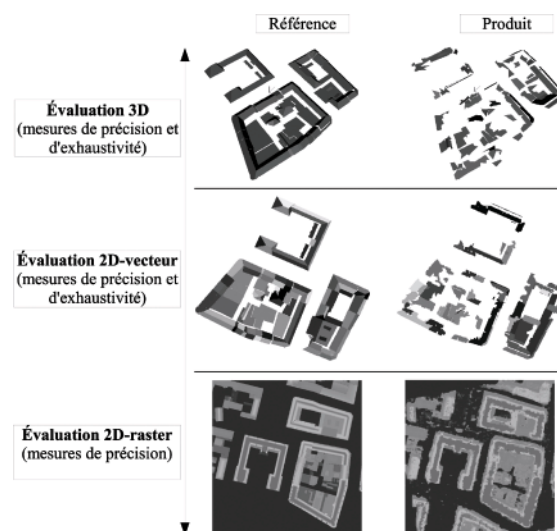 Référence
Produit
Évaluation 3D
(mesures de précision et
d'exhaustivité)
Évaluation 2D-vecteur
(mesures de précision et
d'exhaustivité)
Évaluation 2D-raster
(mesures de précision)